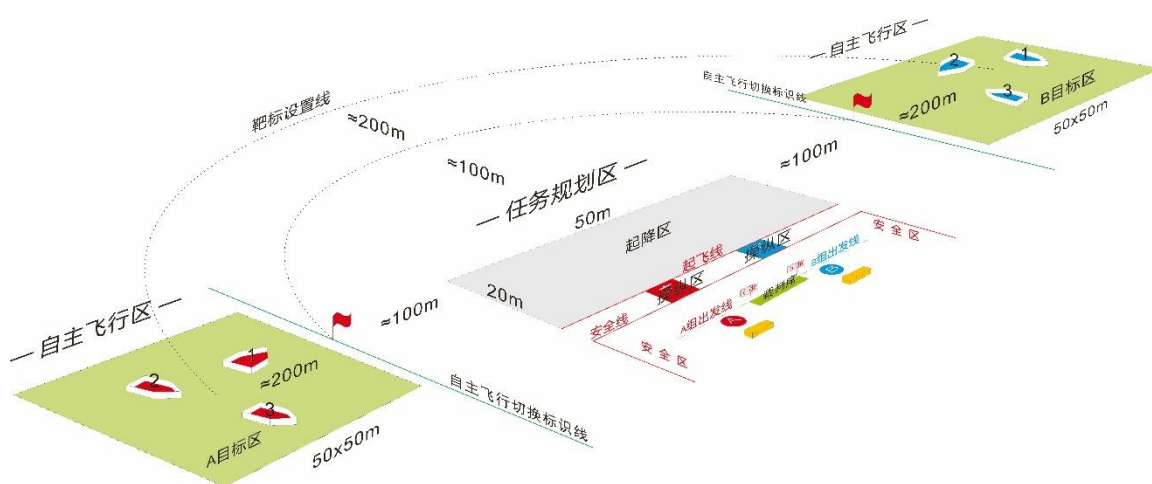 — 自主飞行区 —
自主飞行切换标识线
2
1
3
B目标区
≈200m
50x50m
靶标设置线
≈200m
≈100m
≈100m
— 任务规划区 —
50m
起降区
20m
起飞线
操纵区
操纵区
安全区
B组出发线
裁判席
A组出发线
B
A
安全线
安全区
— 自主飞行区 —
≈100m
1
2
3
≈200m
A目标区
50x50m
自主飞行切换标识线